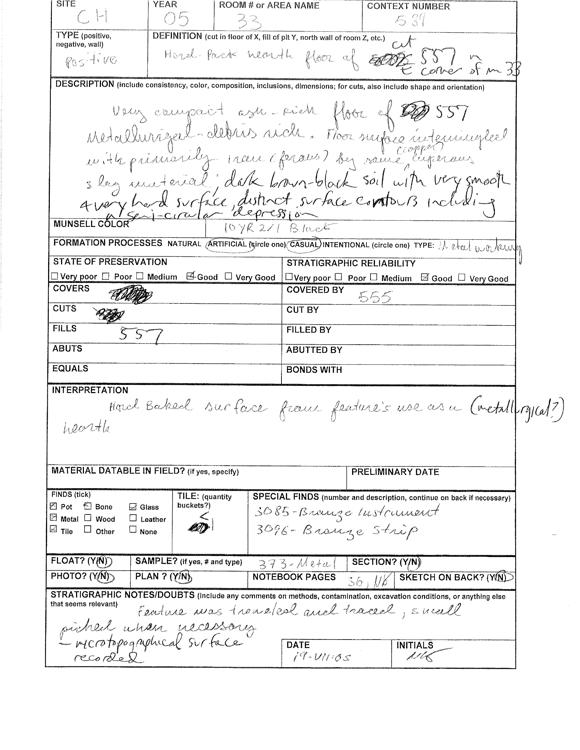 SITE YEAR ROOM # or AREA NAME CONTEXT NUMBER
CH 05 33
TYPE (positive, negative, wall) DEFINITION (cut in floor of X, fill of pit Y, north wall of room Z, etc.)
Positive Hard-Pack hearth floor of cut 557 in
E corner of rm 33
DESCRIPTION (include consistency, color, composition, inclusions, dimensions; for cuts, also include shape and orientation)
Very compact ash-rich floor of 557
Metallurgical-debris rich. Floor surface intermingled
with primarily iron (ferous?) by some cuperous (copper?)
slag material; dark brown-black soil with very smooth
& very hard surface, distinct surface contours including
a semi-circular depression
MUNSELL COLOR 10YR 2/1 Black
FORMATION PROCESSES NATURAL (ARTIFICIAL) (circle one) (CASUAL) INTENTIONAL (circle one) TYPE: Metal working
STATE OF PRESERVATION STRATIGRAPHIC RELIABILITY
☐ Very poor ☐ Poor ☐ Medium ☑ Good ☐ Very Good ☐ Very poor ☐ Poor ☐ Medium ☑ Good ☐ Very Good
COVERS COVERED BY 555
CUTS CUT BY
FILLS 557 FILLED BY
ABUTS ABUTTED BY
EQUALS BONDS WITH
INTERPRETATION
Hard Baked surface from feature's use as a (metallurgical?)
hearth
MATERIAL DATABLE IN FIELD? (if yes, specify) PRELIMINARY DATE
FINDS (tick) TILE: (quantity buckets?) SPECIAL FINDS (number and description, continue on back if necessary)
☑ Pot ☐ Bone ☑ Glass < 3085-Bronze Instrument
☑ Metal ☐ Wood ☐ Leather 3096-Bronze Strip
☑ Tile ☐ Other ☐ None
FLOAT? (Y/N) SAMPLE? (if yes, # and type) 373-Metal SECTION? (Y/N)
PHOTO? (Y/N) PLAN ? (Y/N) NOTEBOOK PAGES 36, NK SKETCH ON BACK? (Y/N)
STRATIGRAPHIC NOTES/DOUBTS (include any comments on methods, contamination, excavation conditions, or anything else
that seems relevant) Feature was troweled and traced, small
picked when necessary
- microtopographical surface
recorded
DATE INITIALS
19-VII-05 NK